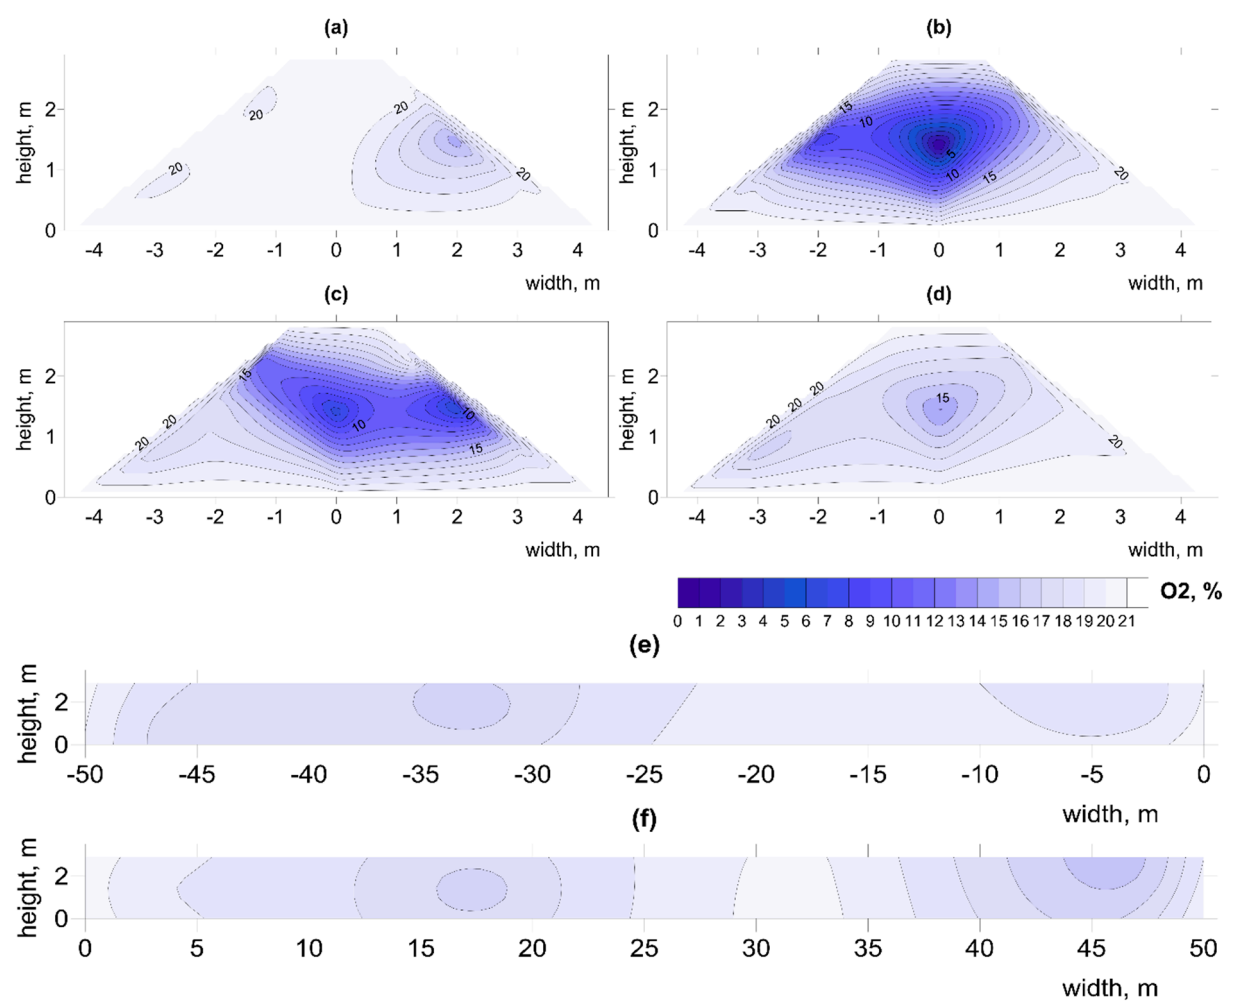 (a) (b)
height, m 2 1 0 20 20 20 20
-4 -3 -2 -1 0 1 2 3 4
width, m
height, m 2 1 0 15 10 5 10 15 20
-4 -3 -2 -1 0 1 2 3 4
width, m
(c) (d)
height, m 2 1 0 15 20 20 10 10 15
-4 -3 -2 -1 0 1 2 3 4
width, m
height, m 2 1 0 20 20 20 15 20
-4 -3 -2 -1 0 1 2 3 4
width, m
O2, %
0 1 2 3 4 5 6 7 8 9 10 11 12 13 14 15 16 17 18 19 20 21
(e)
height, m 2 0
-50 -45 -40 -35 -30 -25 -20 -15 -10 -5 0
width, m
(f)
height, m 2 0
0 5 10 15 20 25 30 35 40 45 50
width, m